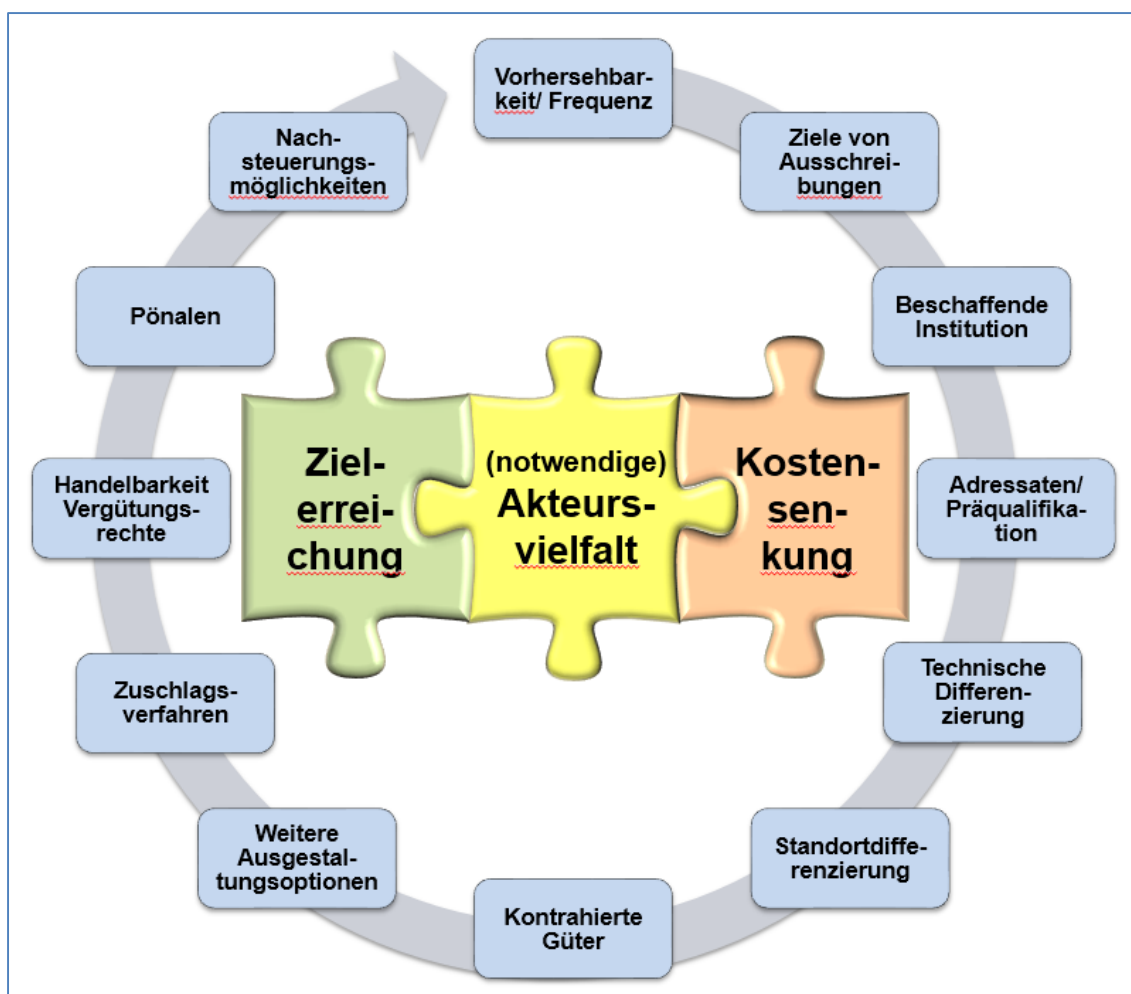 Vorhersehbar-
keit/ Frequenz
Ziele von
Ausschrei-
bungen
Beschaffende
Institution
Adressaten/
Präqualifika-
tion
Technische
Differen-
zierung
Standortdiffe-
renzierung
Kontrahierte
Güter
Weitere
Ausgestal-
tungsoptionen
Zuschlags-
verfahren
Handelbarkeit
Vergütungs-
rechte
Pönalen
Nach-
steuerungs-
möglichkeiten
Ziel-
errei-
chung
(notwendige)
Akteurs-
vielfalt
Kosten-
sen-
kung